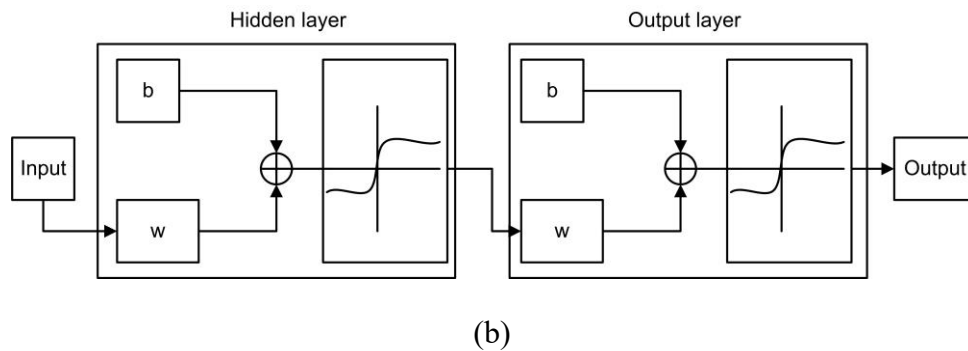 Hidden layer
Output layer
b
b
Input
Output
w
w
(b)